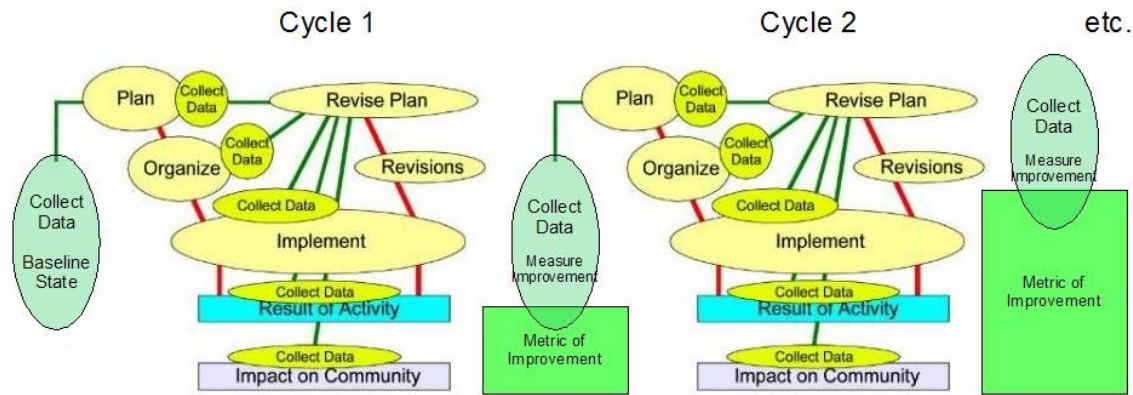 Cycle 1
Cycle 2
etc.
Collect
Data
Baseline
State
Plan
Collect
Data
Revise Plan
Organize
Collect
Data
Revisions
Collect Data
Implement
Collect Data
Result of Activity
Collect Data
Impact on Community
Collect
Data
Measure
Improvement
Metric of
Improvement
Plan
Collect
Data
Revise Plan
Organize
Collect
Data
Revisions
Collect Data
Implement
Collect Data
Result of Activity
Collect Data
Impact on Community
Collect
Data
Measure
Improvement
Metric of
Improvement